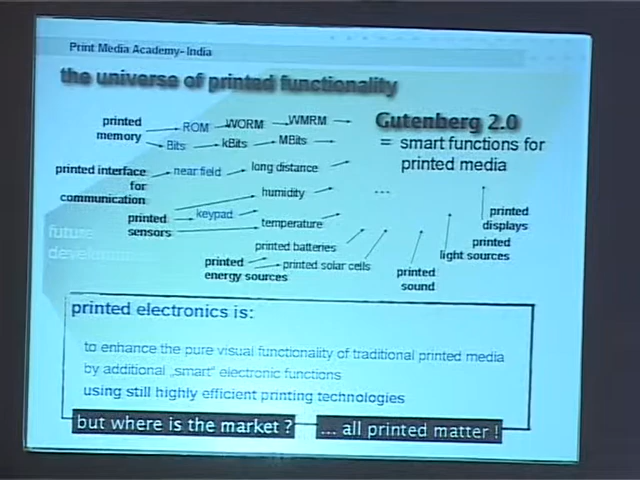 Print Media Academy- India
the universe of printed functionality
printed memory
ROM WORM WMRM
Bits kBits MBits
Gutenberg 2.0
= smart functions for
printed media
printed interface
for
communication
near field long distance
humidity
...
printed
sensors
keypad
temperature
future
printed batteries
printed
energy sources
printed solar cells
printed
sound
printed
light sources
printed
displays
printed electronics is:
to enhance the pure visual functionality of traditional printed media
by additional „smart" electronic functions
using still highly efficient printing technologies
but where is the market ?
... all printed matter !